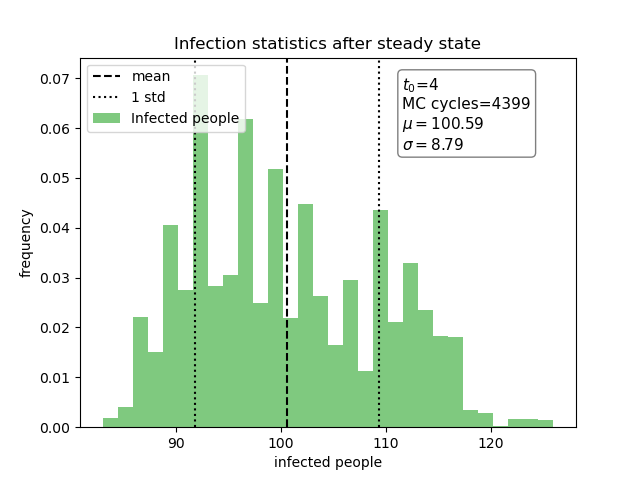 Infection statistics after steady state
mean
1 std
Infected people
t₀=4
MC cycles=4399
μ = 100.59
σ = 8.79
frequency
0.07
0.06
0.05
0.04
0.03
0.02
0.01
0.00
90
100
110
120
infected people